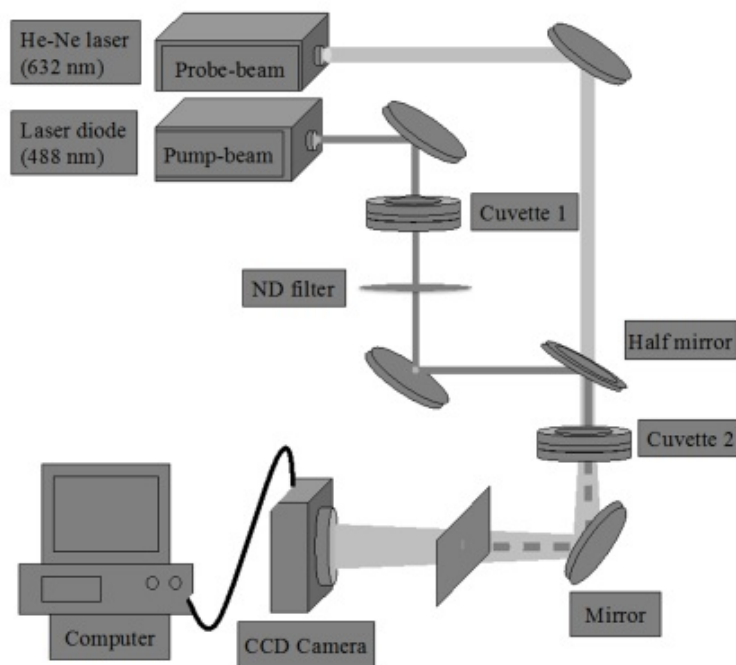 He-Ne laser
(632 nm)
Probe-beam
Laser diode
(488 nm)
Pump-beam
Cuvette 1
ND filter
Half mirror
Cuvette 2
Mirror
Computer
CCD Camera